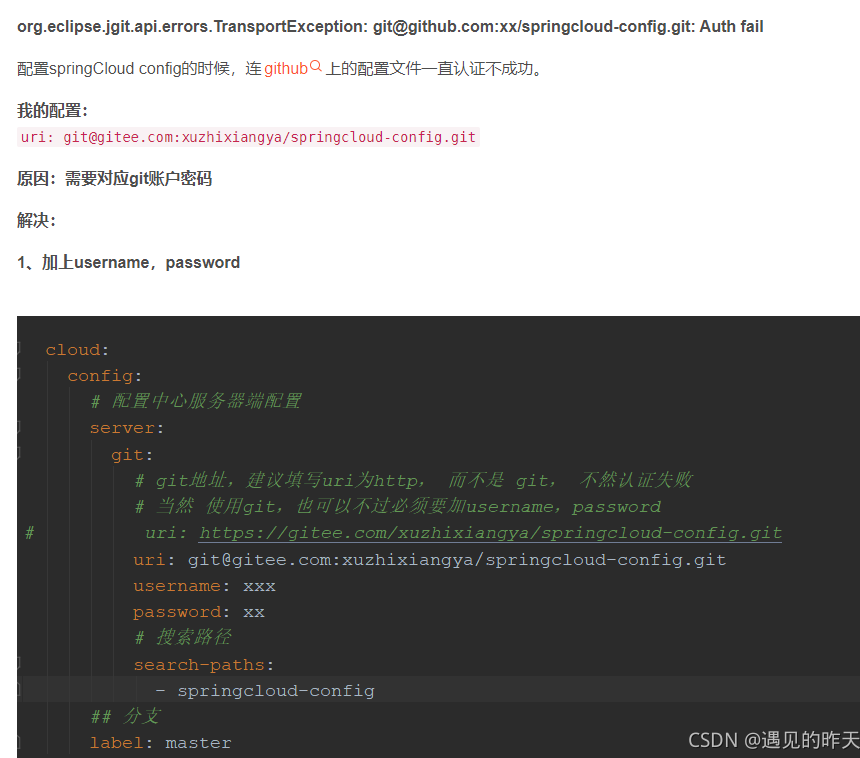 org.eclipse.jgit.api.errors.TransportException: git@github.com:xx/springcloud-config.git: Auth fail
配置springCloud config的时候，连github上的配置文件一直认证不成功。
我的配置：
uri: git@gitee.com:xuzhixiangya/springcloud-config.git
原因：需要对应git账户密码
解决：
1、加上username，password
cloud:
config:
# 配置中心服务器端配置
server:
git:
# git地址，建议填写uri为http， 而不是 git， 不然认证失败
# 当然 使用git，也可以不过必须要加username，password
# uri: https://gitee.com/xuzhixiangya/springcloud-config.git
uri: git@gitee.com:xuzhixiangya/springcloud-config.git
username: xxx
password: xx
# 搜索路径
search-paths:
- springcloud-config
## 分支
label: master
CSDN @遇见的昨天